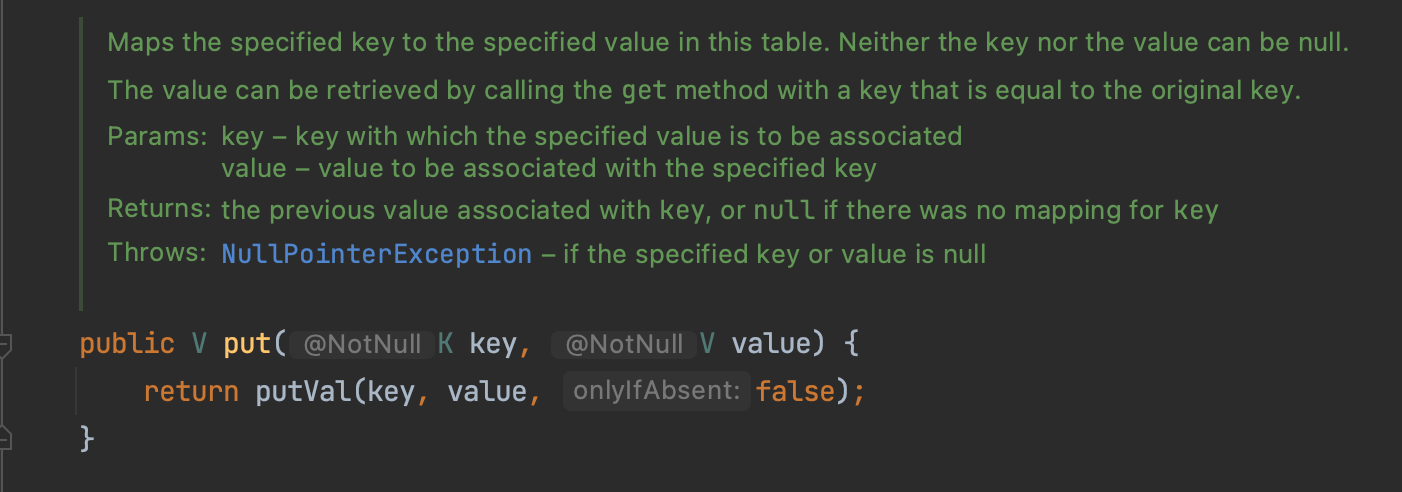 Maps the specified key to the specified value in this table. Neither the key nor the value can be null.
The value can be retrieved by calling the get method with a key that is equal to the original key.
Params: key – key with which the specified value is to be associated
value – value to be associated with the specified key
Returns: the previous value associated with key, or null if there was no mapping for key
Throws: NullPointerException – if the specified key or value is null
public V put( @NotNull K key, @NotNull V value) {
return putVal(key, value, onlyIfAbsent: false);
}